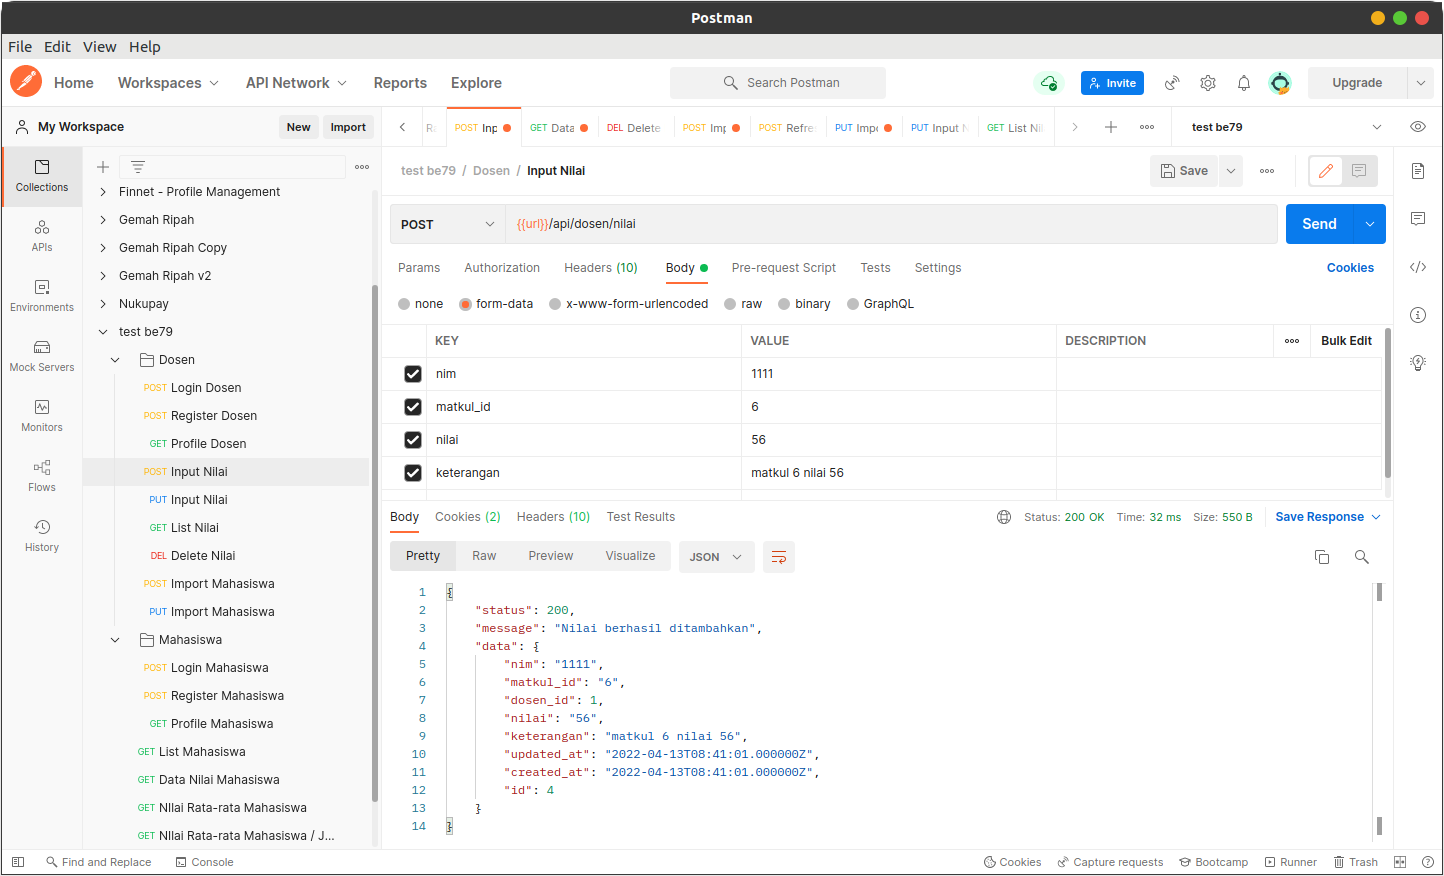 Postman
File Edit View Help
Home Workspaces API Network Reports Explore Search Postman Invite Upgrade
My Workspace New Import
POST Inp GET Data DEL Delete POST Imp POST Refre PUT Impo PUT Input N GET List Nil test be79
Collections
APIs
Environments
Mock Servers
Monitors
Flows
History
Finnet - Profile Management
Gemah Ripah
Gemah Ripah Copy
Gemah Ripah v2
Nukupay
test be79
Dosen
POST Login Dosen
POST Register Dosen
GET Profile Dosen
POST Input Nilai
PUT Input Nilai
GET List Nilai
DEL Delete Nilai
POST Import Mahasiswa
PUT Import Mahasiswa
Mahasiswa
POST Login Mahasiswa
POST Register Mahasiswa
GET Profile Mahasiswa
GET List Mahasiswa
GET Data Nilai Mahasiswa
GET NIlai Rata-rata Mahasiswa
GET NIlai Rata-rata Mahasiswa / J...
test be79 / Dosen / Input Nilai Save
POST {{url}}/api/dosen/nilai Send
Params Authorization Headers (10) Body Pre-request Script Tests Settings Cookies
none form-data x-www-form-urlencoded raw binary GraphQL
KEY VALUE DESCRIPTION Bulk Edit
nim 1111
matkul_id 6
nilai 56
keterangan matkul 6 nilai 56
Body Cookies (2) Headers (10) Test Results Status: 200 OK Time: 32 ms Size: 550 B Save Response
Pretty Raw Preview Visualize JSON
1 {
2 "status": 200,
3 "message": "Nilai berhasil ditambahkan",
4 "data": {
5 "nim": "1111",
6 "matkul_id": "6",
7 "dosen_id": 1,
8 "nilai": "56",
9 "keterangan": "matkul 6 nilai 56",
10 "updated_at": "2022-04-13T08:41:01.000000Z",
11 "created_at": "2022-04-13T08:41:01.000000Z",
12 "id": 4
13 }
14 }
Find and Replace Console Cookies Capture requests Bootcamp Runner Trash